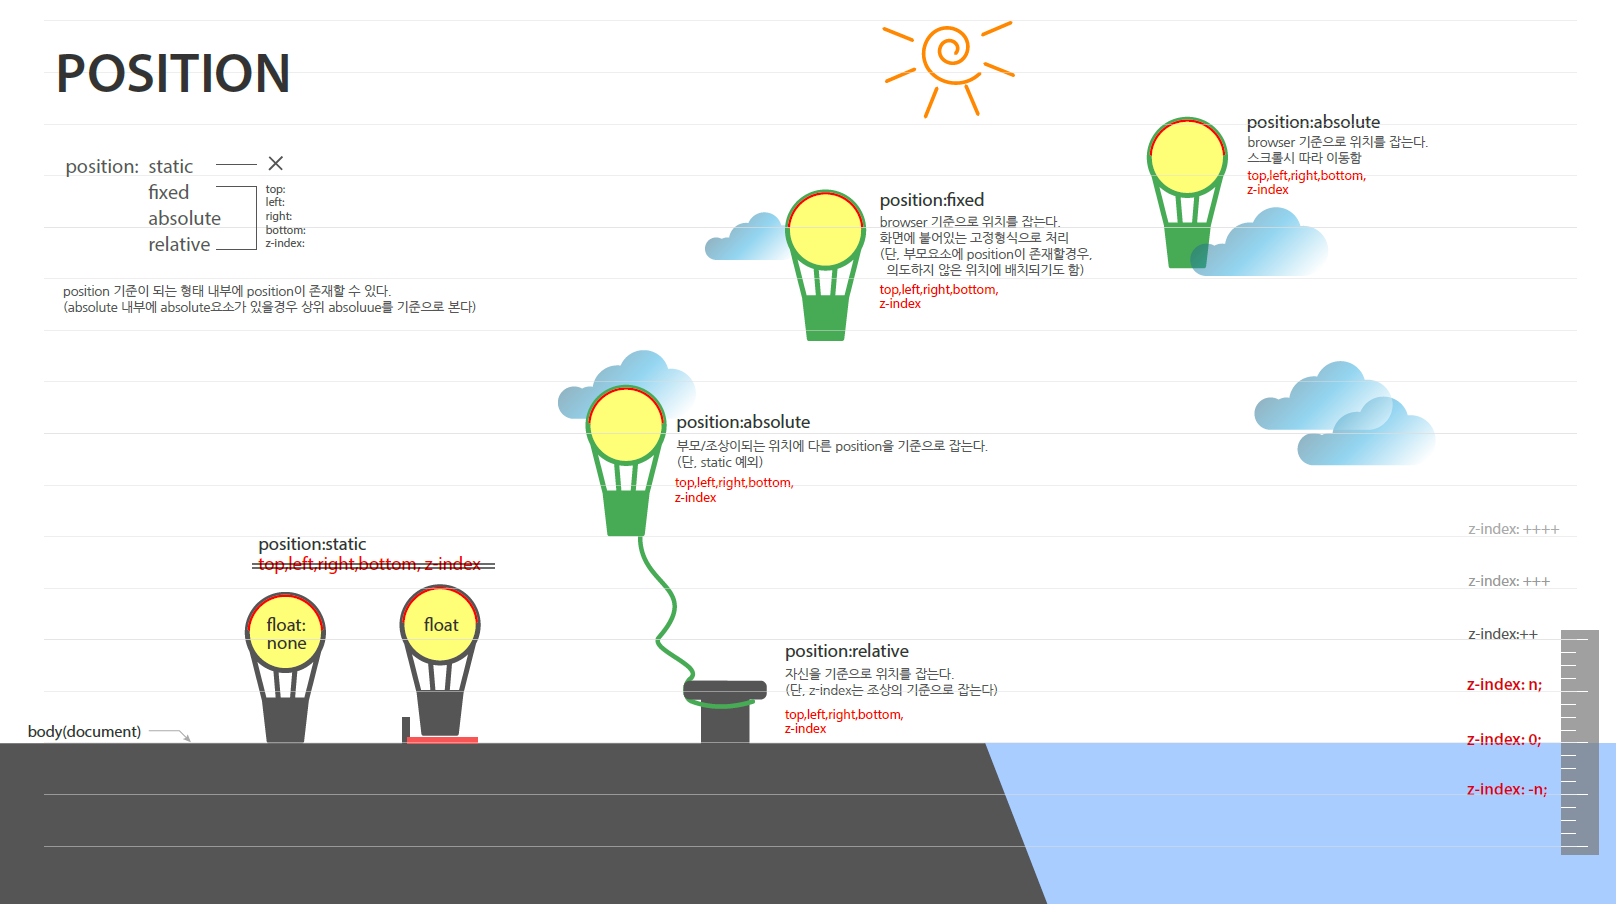 POSITION
position: static
fixed
absolute
relative
top:
left:
right:
bottom:
z-index:
position 기준이 되는 형태 내부에 position이 존재할 수 있다.
(absolute 내부에 absolute요소가 있을경우 상위 absoluue를 기준으로 본다)
position:absolute
browser 기준으로 위치를 잡는다.
스크롤시 따라 이동함
top,left,right,bottom,
z-index
position:fixed
browser 기준으로 위치를 잡는다.
화면에 붙어있는 고정형식으로 처리
(단, 부모요소에 position이 존재할경우,
의도하지 않은 위치에 배치되기도 함)
top,left,right,bottom,
z-index
position:absolute
부모/조상이되는 위치에 다른 position을 기준으로 잡는다.
(단, static 예외)
top,left,right,bottom,
z-index
position:static
top,left,right,bottom, z-index
float:
none
float
position:relative
자신을 기준으로 위치를 잡는다.
(단, z-index는 조상의 기준으로 잡는다)
top,left,right,bottom,
z-index
body(document)
z-index: ++++
z-index: +++
z-index:++
z-index: n;
z-index: 0;
z-index: -n;